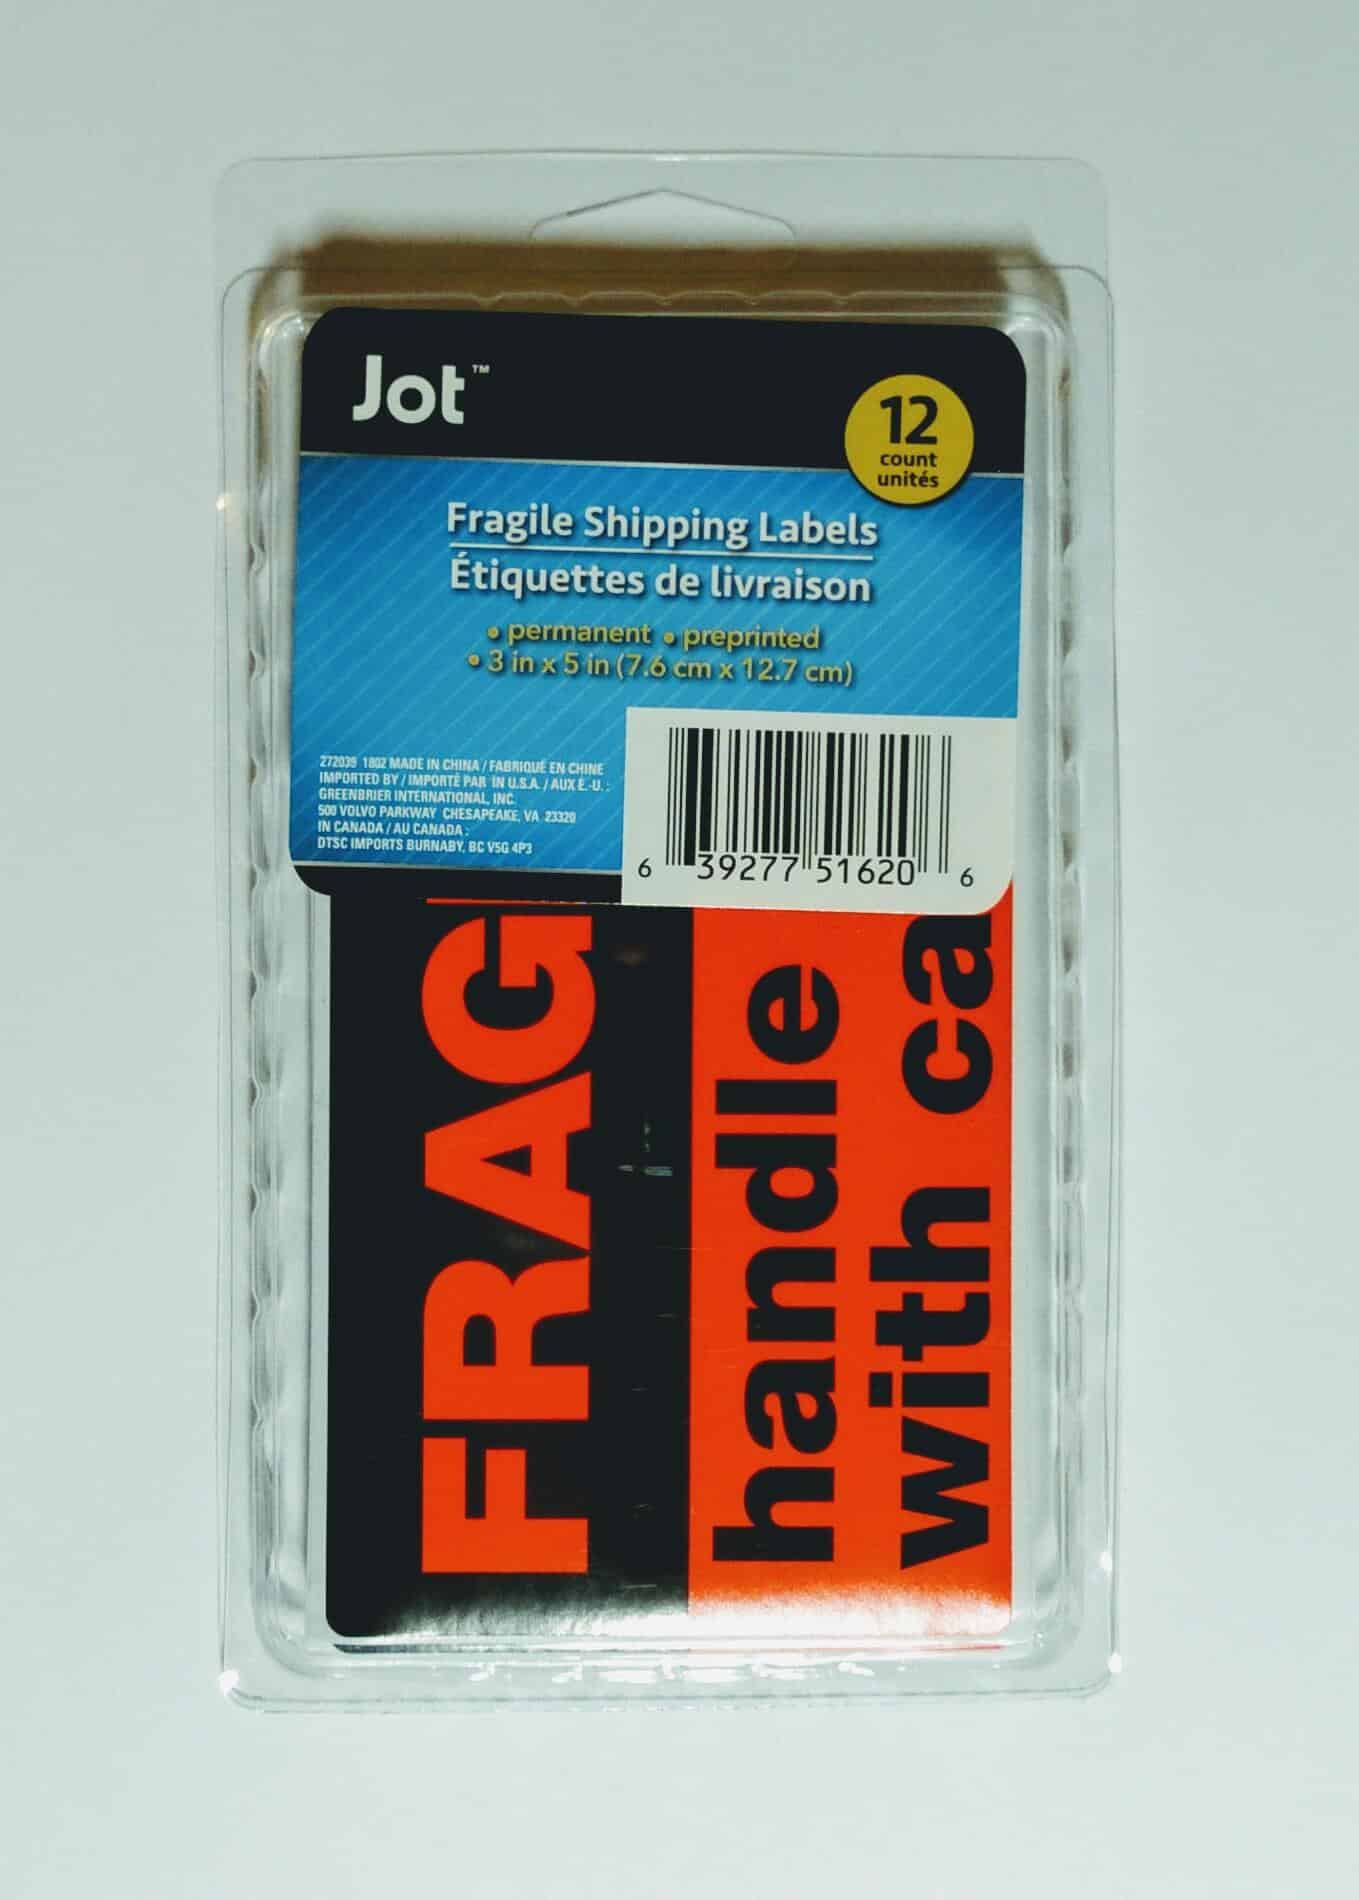 Jot™
12
count
unités
Fragile Shipping Labels
Étiquettes de livraison
• permanent • preprinted
• 3 in x 5 in (7.6 cm x 12.7 cm)
272039 1802 MADE IN CHINA / FABRIQUÉ EN CHINE
IMPORTED BY / IMPORTÉ PAR IN U.S.A. / AUX É.-U. :
GREENBRIER INTERNATIONAL, INC.
500 VOLVO PARKWAY CHESAPEAKE, VA 23320
IN CANADA / AU CANADA :
DTSC IMPORTS BURNABY, BC V5G 4P3
6 39277 51620 6
FRAG
handle
with ca